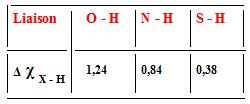 Liaison O - H N - H S - H
Δ χ X - H 1,24 0,84 0,38